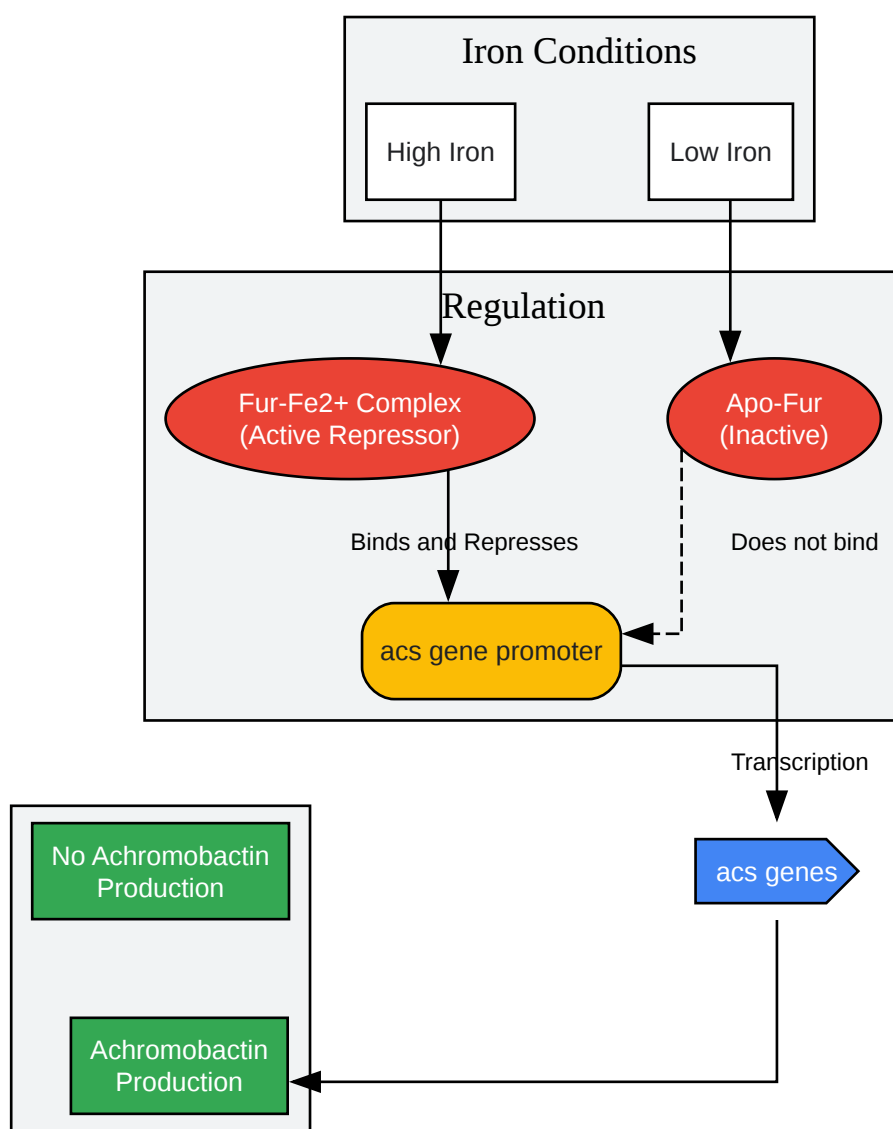 Iron Conditions
High Iron
Low Iron
Regulation
Fur-Fe2+ Complex
(Active Repressor)
Apo-Fur
(Inactive)
Binds and Represses
Does not bind
acs gene promoter
Transcription
No Achromobactin
Production
acs genes
Achromobactin
Production